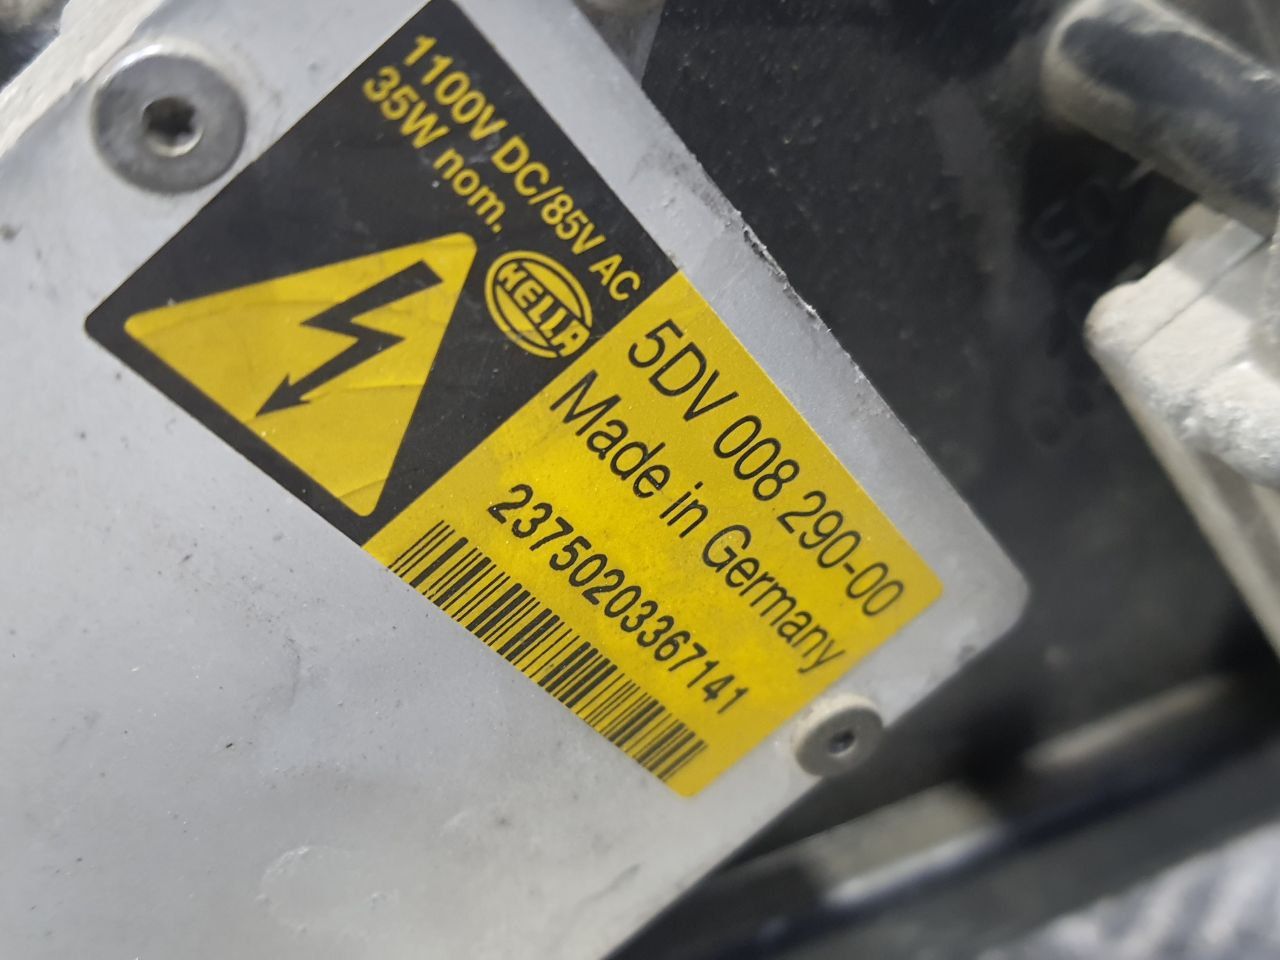 1100V DC/85V AC
35W nom.
HELLA
5DV 008 290-00
Made in Germany
23750203367141